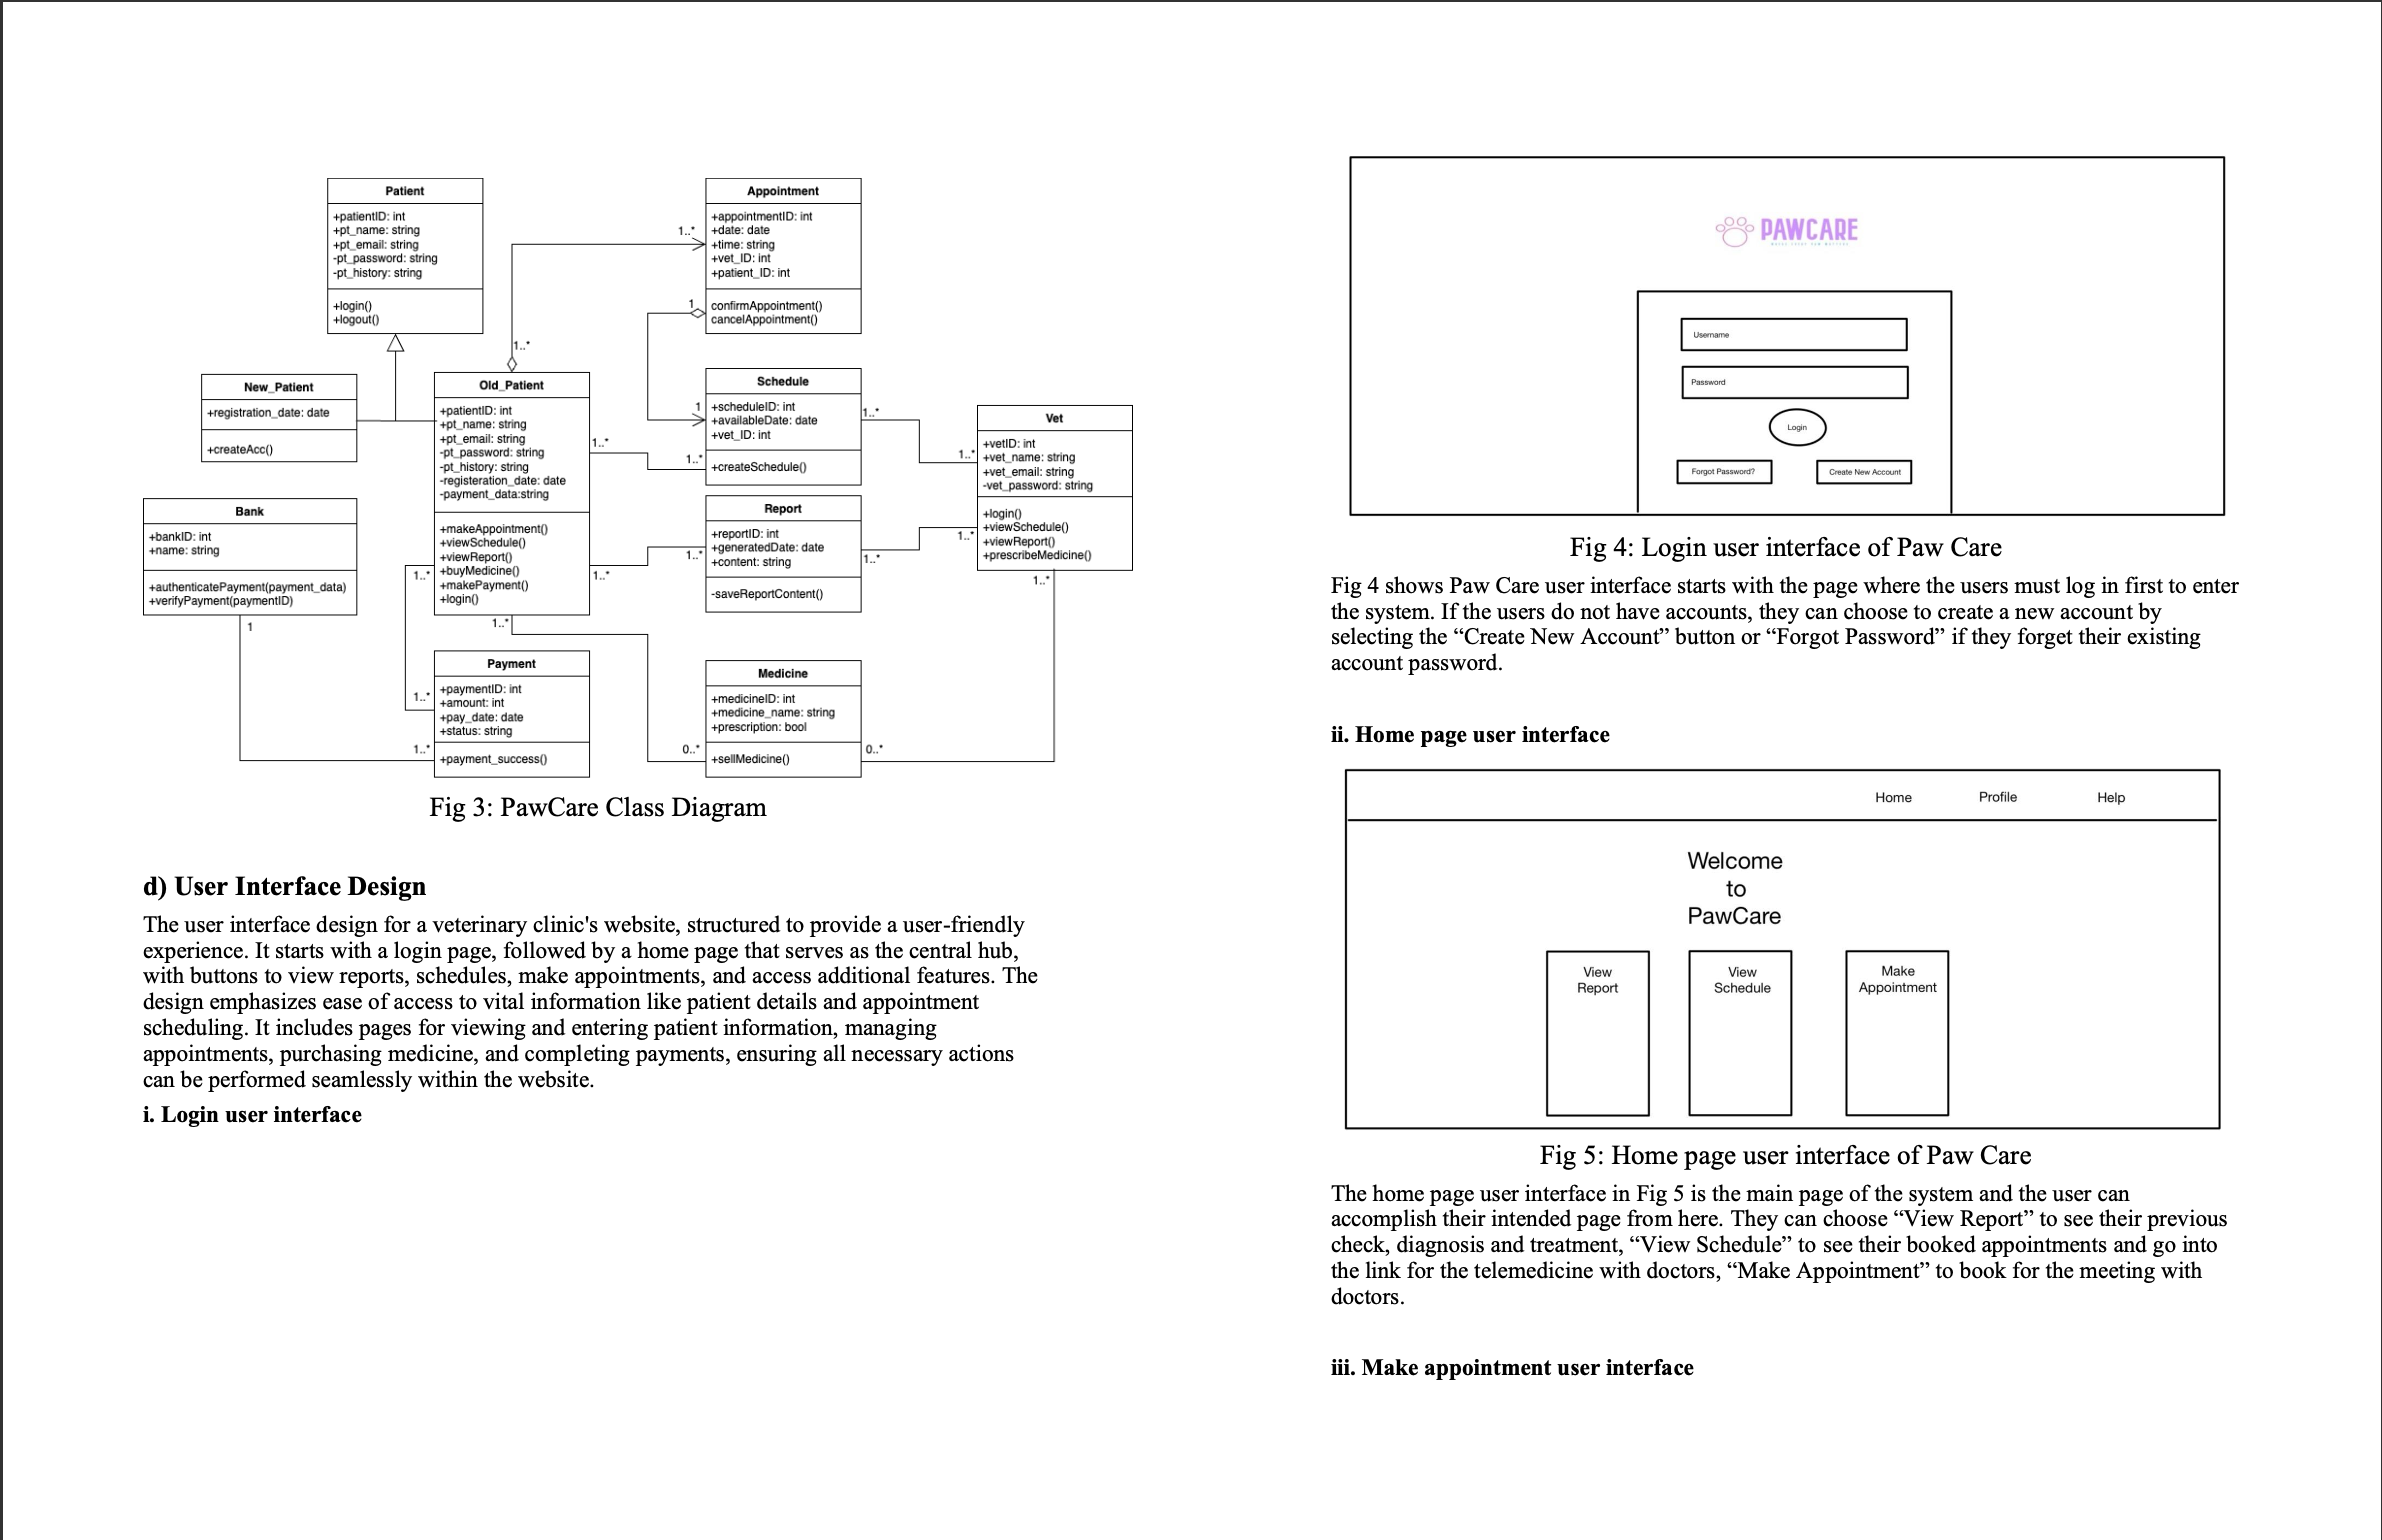 Patient
+patientID: int
+pt_name: string
+pt_email: string
-pt_password: string
-pt_history: string
+login()
+logout()
Appointment
+appointmentID: int
+date: date
+time: string
+vet_ID: int
+patient_ID: int
confirmAppointment()
cancelAppointment()
1..*
1
1..*
New_Patient
+registration_date: date
+createAcc()
Old_Patient
+patientID: int
+pt_name: string
+pt_email: string
-pt_password: string
-pt_history: string
-registeration_date: date
-payment_data:string
+makeAppointment()
+viewSchedule()
+viewReport()
+buyMedicine()
+makePayment()
+login()
Schedule
+scheduleID: int
+availableDate: date
+vet_ID: int
+createSchedule()
1
1..*
1..*
1..*
1..*
Vet
+vetID: int
+vet_name: string
+vet_email: string
-vet_password: string
+login()
+viewSchedule()
+viewReport()
+prescribeMedicine()
Bank
+bankID: int
+name: string
+authenticatePayment(payment_data)
+verifyPayment(paymentID)
Report
+reportID: int
+generatedDate: date
+content: string
-saveReportContent()
1..*
1..*
1..*
1..*
1..*
1..*
1
1..*
Payment
+paymentID: int
+amount: int
+pay_date: date
+status: string
+payment_success()
1..*
1..*
Medicine
+medicineID: int
+medicine_name: string
+prescription: bool
+sellMedicine()
0..*
0..*
Fig 3: PawCare Class Diagram
d) User Interface Design
The user interface design for a veterinary clinic's website, structured to provide a user-friendly
experience. It starts with a login page, followed by a home page that serves as the central hub,
with buttons to view reports, schedules, make appointments, and access additional features. The
design emphasizes ease of access to vital information like patient details and appointment
scheduling. It includes pages for viewing and entering patient information, managing
appointments, purchasing medicine, and completing payments, ensuring all necessary actions
can be performed seamlessly within the website.
i. Login user interface
PAWCARE
Username
Password
Login
Forgot Password?
Create New Account
Fig 4: Login user interface of Paw Care
Fig 4 shows Paw Care user interface starts with the page where the users must log in first to enter
the system. If the users do not have accounts, they can choose to create a new account by
selecting the “Create New Account” button or “Forgot Password” if they forget their existing
account password.
ii. Home page user interface
Home Profile Help
Welcome
to
PawCare
View
Report
View
Schedule
Make
Appointment
Fig 5: Home page user interface of Paw Care
The home page user interface in Fig 5 is the main page of the system and the user can
accomplish their intended page from here. They can choose “View Report” to see their previous
check, diagnosis and treatment, “View Schedule” to see their booked appointments and go into
the link for the telemedicine with doctors, “Make Appointment” to book for the meeting with
doctors.
iii. Make appointment user interface